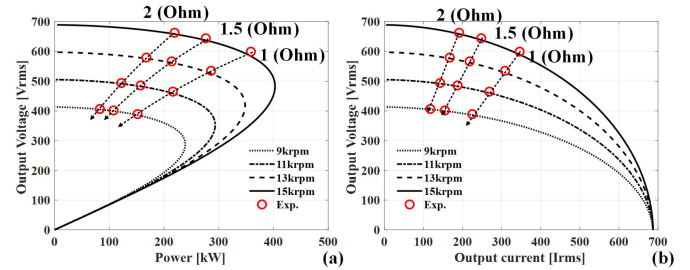 2 (Ohm)
1.5 (Ohm)
1 (Ohm)
Output Voltage [Vrms]
700
600
500
400
300
200
100
0
9krpm
11krpm
13krpm
15krpm
Exp.
0 100 200 300 400 500
Power [kW]
(a)
2 (Ohm)
1.5 (Ohm)
1 (Ohm)
Output Voltage [Vrms]
700
600
500
400
300
200
100
0
9krpm
11krpm
13krpm
15krpm
Exp.
0 100 200 300 400 500 600 700
Output current [Irms]
(b)